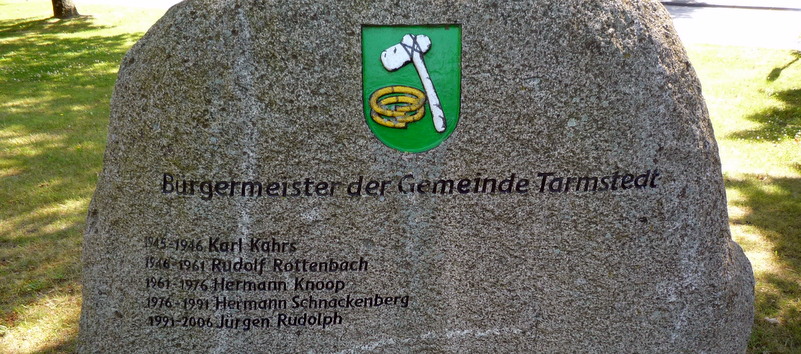 Bürgermeister der Gemeinde Tarmstedt
1945-1946 Karl Kahrs
1946-1961 Rudolf Rottenbach
1961-1976 Hermann Knoop
1976-1991 Hermann Schnackenberg
1991-2006 Jürgen Rudolph